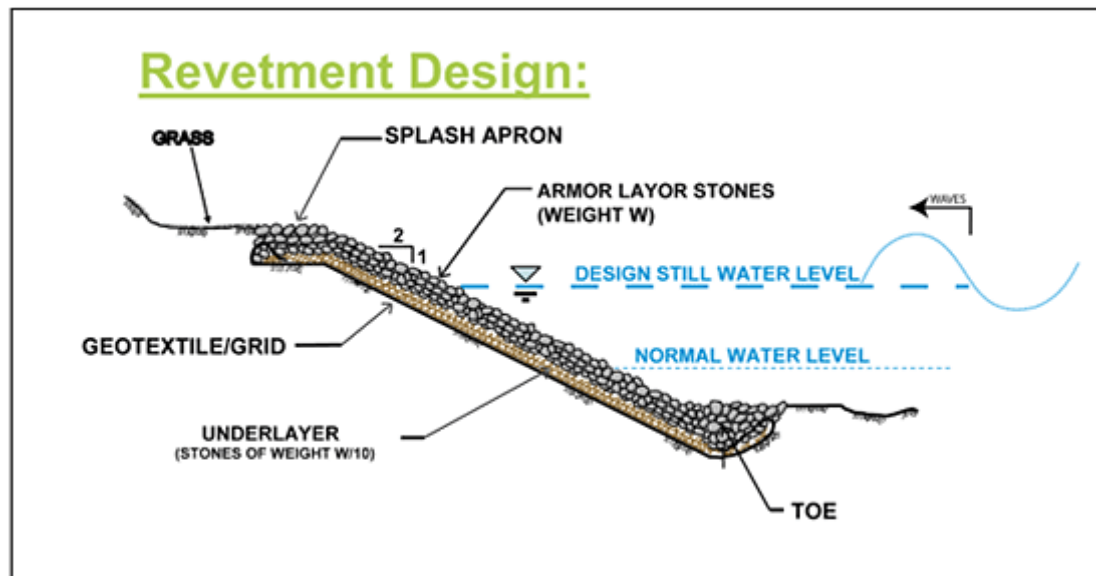 Revetment Design:
GRASS
SPLASH APRON
ARMOR LAYOR STONES
(WEIGHT W)
WAVES
2
1
DESIGN STILL WATER LEVEL
GEOTEXTILE/GRID
NORMAL WATER LEVEL
UNDERLAYER
(STONES OF WEIGHT W/10)
TOE